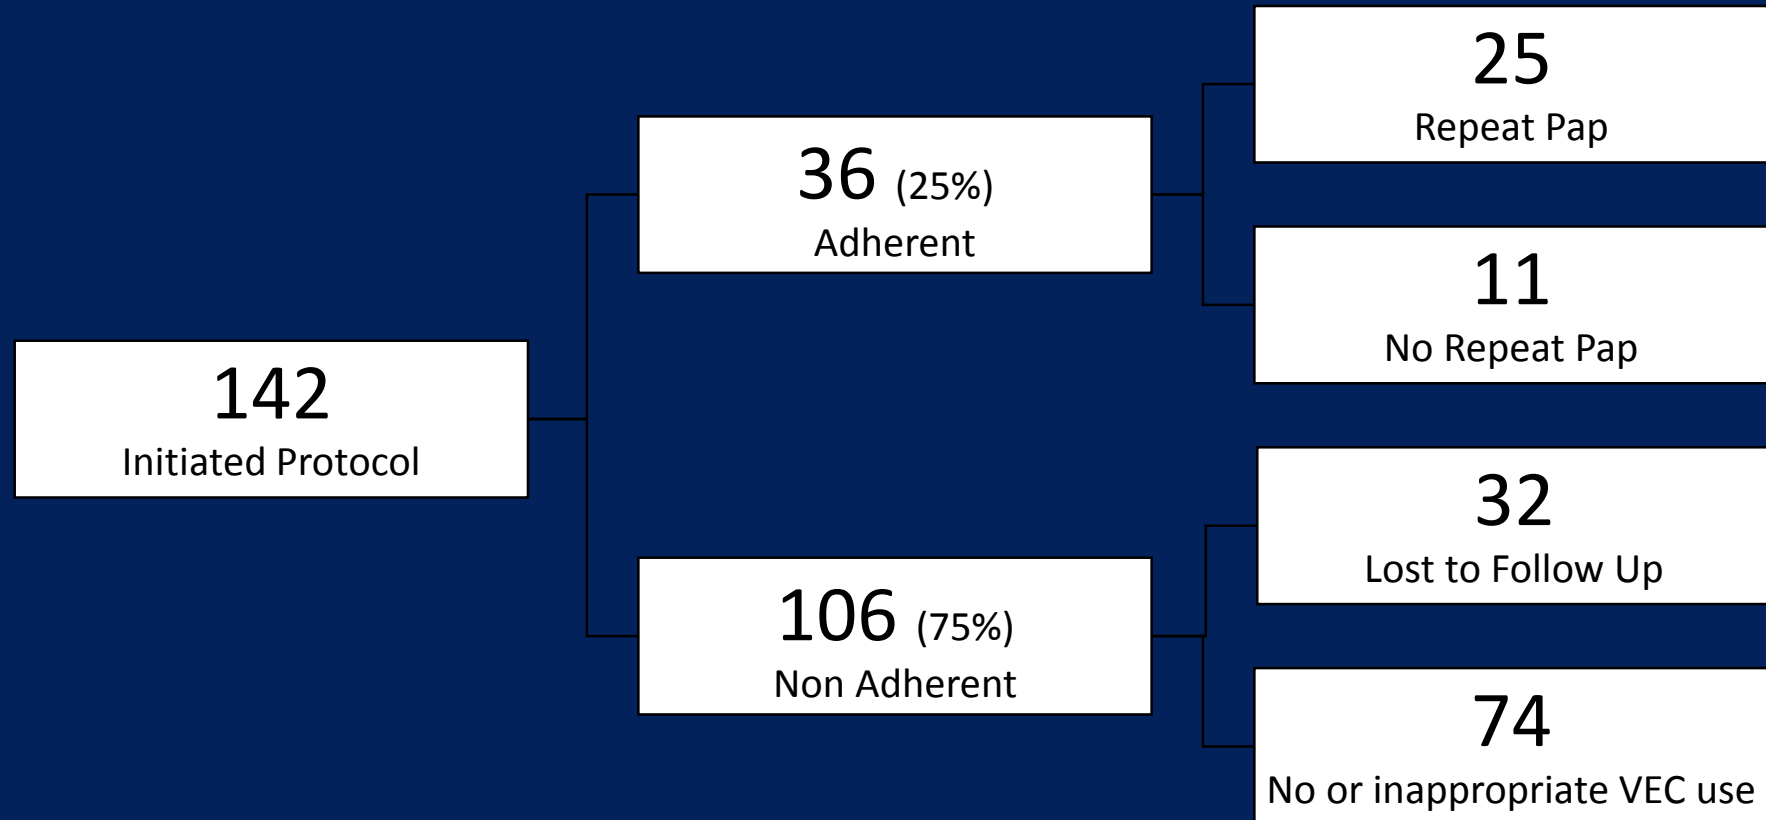 142
Initiated Protocol
36 (25%)
Adherent
106 (75%)
Non Adherent
25
Repeat Pap
11
No Repeat Pap
32
Lost to Follow Up
74
No or inappropriate VEC use